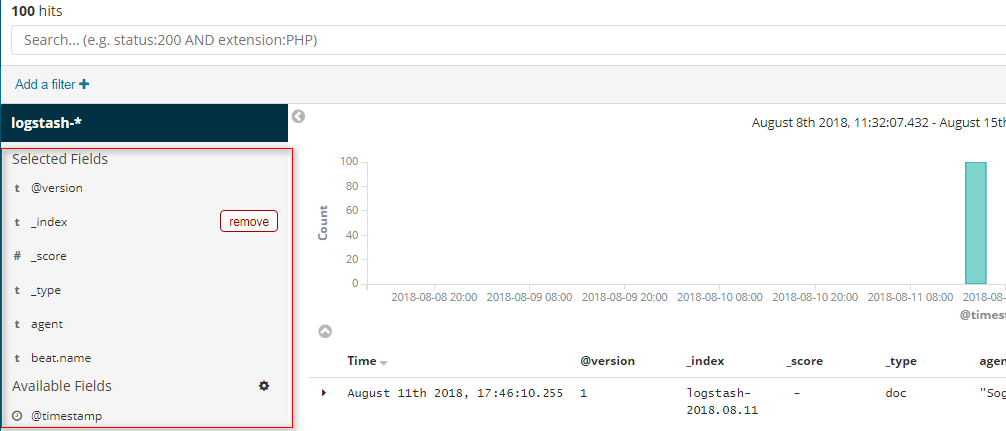 100 hits
Search... (e.g. status:200 AND extension:PHP)
Add a filter +
logstash-*
August 8th 2018, 11:32:07.432 - August 15th
Selected Fields
t @version
t _index remove
# _score
t _type
t agent
t beat.name
Available Fields
@timestamp
100
80
60
40
20
0
Count
2018-08-08 20:00 2018-08-09 08:00 2018-08-09 20:00 2018-08-10 08:00 2018-08-10 20:00 2018-08-11 08:00 2018-08-
@times
Time @version _index _score _type agen
August 11th 2018, 17:46:10.255 1 logstash- - doc "Sog
2018.08.11